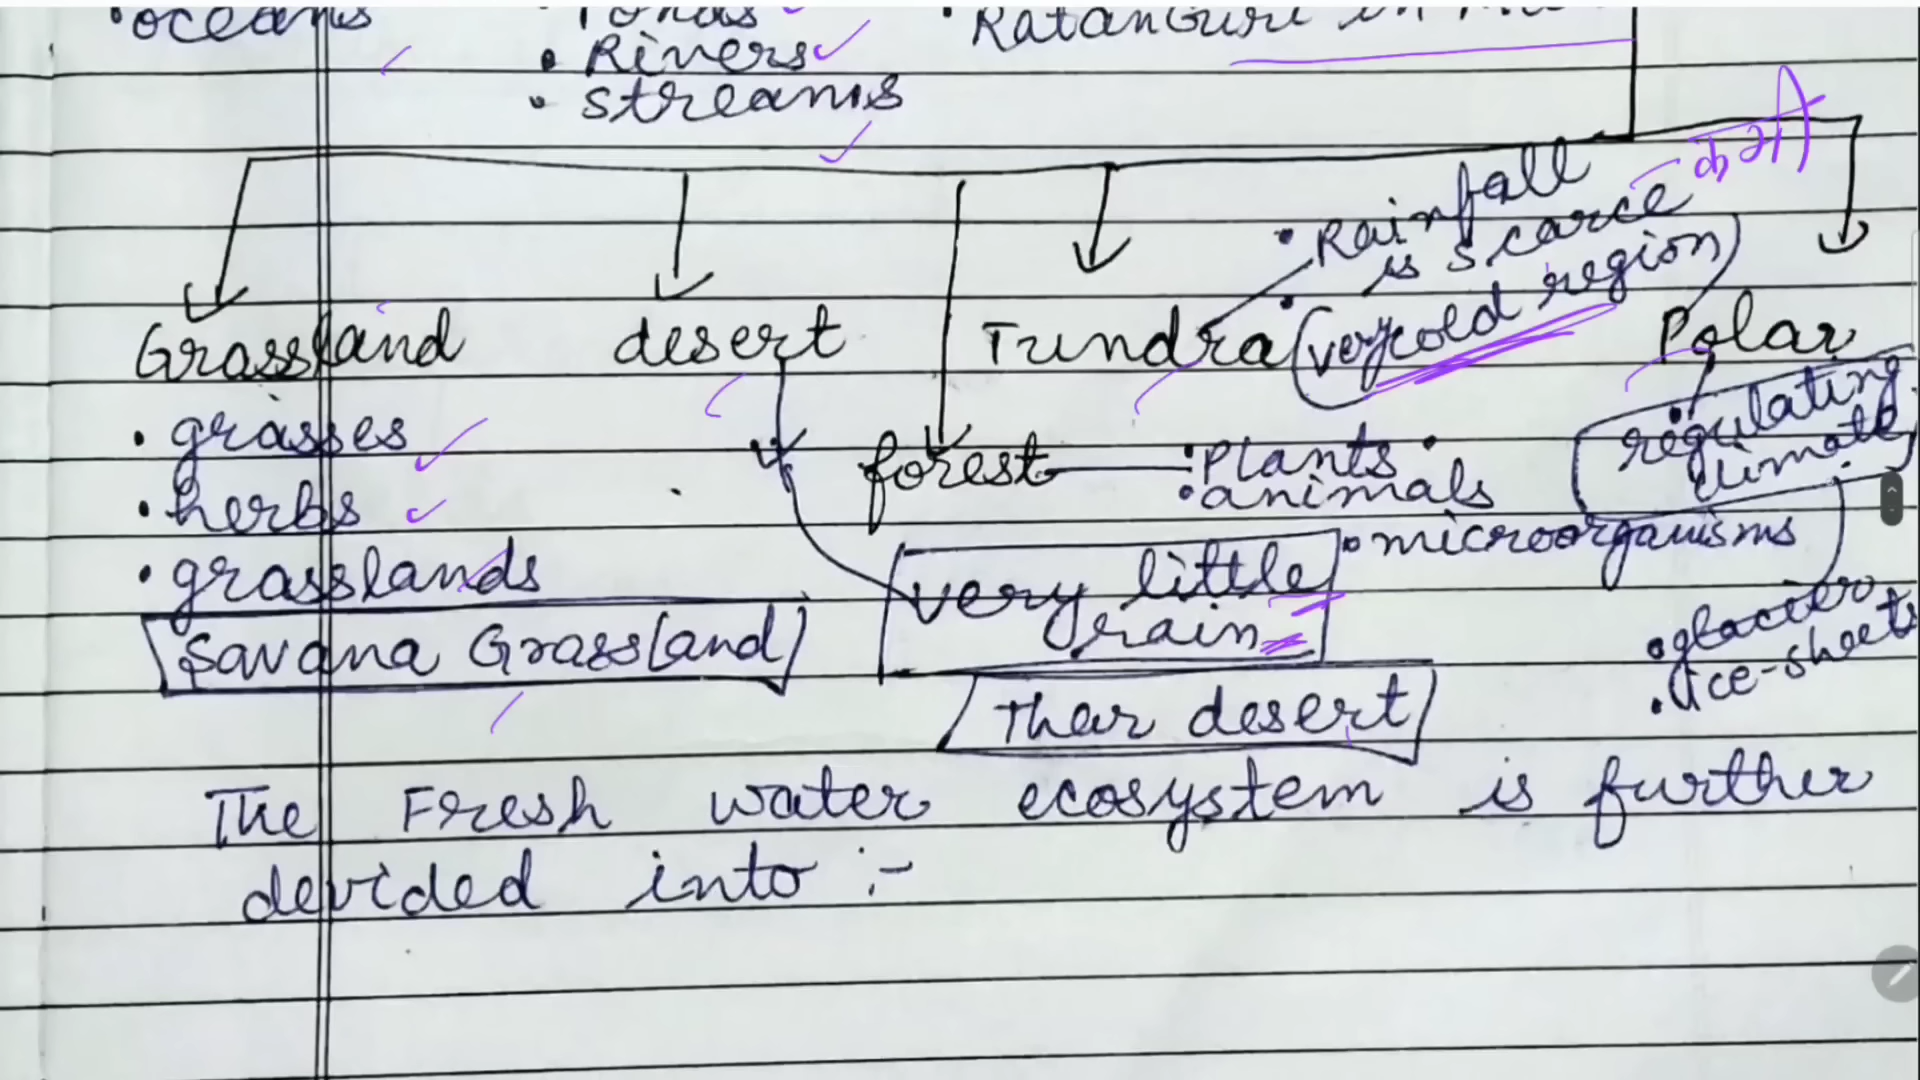 • oceans
• Rivers
• streams
Grassland desert Tundra Polar
• Rainfall
is scarce
• very cold region
• grasses
• herbs
• grasslands
Savana Grassland
forest
• Plants
• animals
• microorganisms
very little
rain
Thar desert
• regulating
climate
• glaciers
• ice-sheets
The Fresh water ecosystem is further
devided into :-